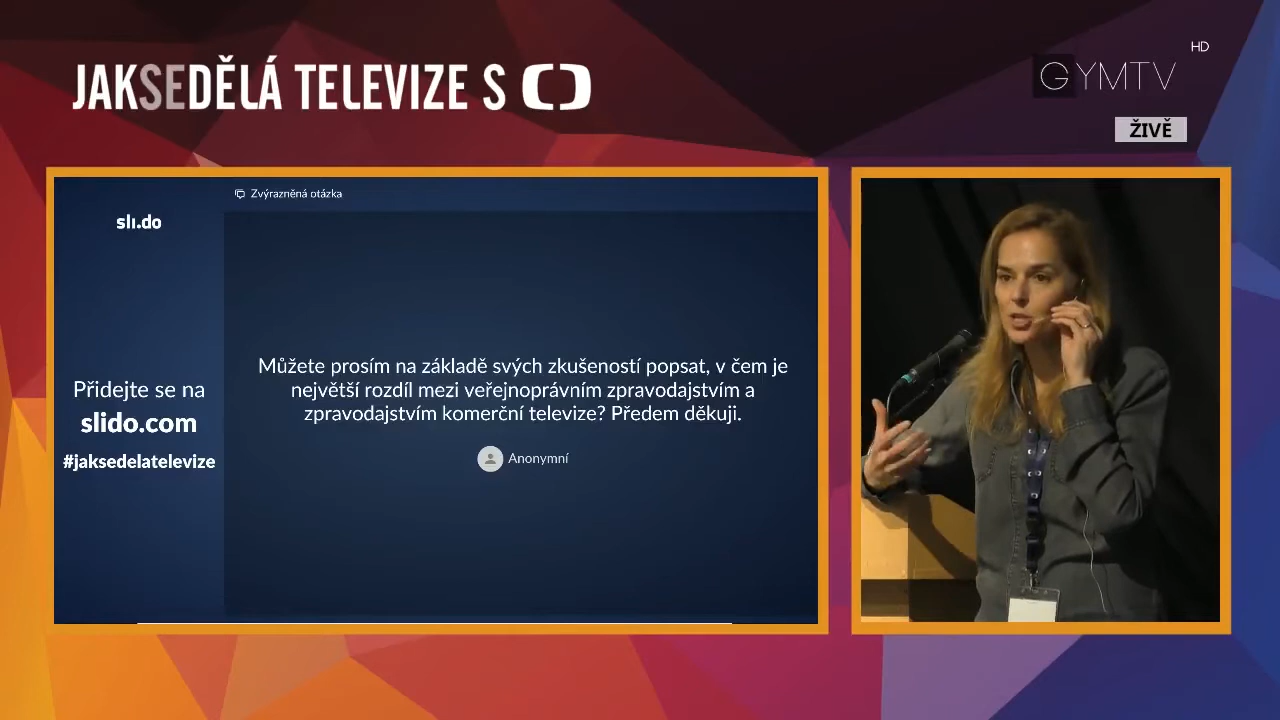 JAKSEDĚLÁ TELEVIZE S
HD
GYMTV
ŽIVĚ
Zvýrazněná otázka
sli.do
Můžete prosím na základě svých zkušeností popsat, v čem je
největší rozdíl mezi veřejnoprávním zpravodajstvím a
zpravodajstvím komerční televize? Předem děkuji.
Anonymní
Přidejte se na
slido.com
#jaksedelatelevize